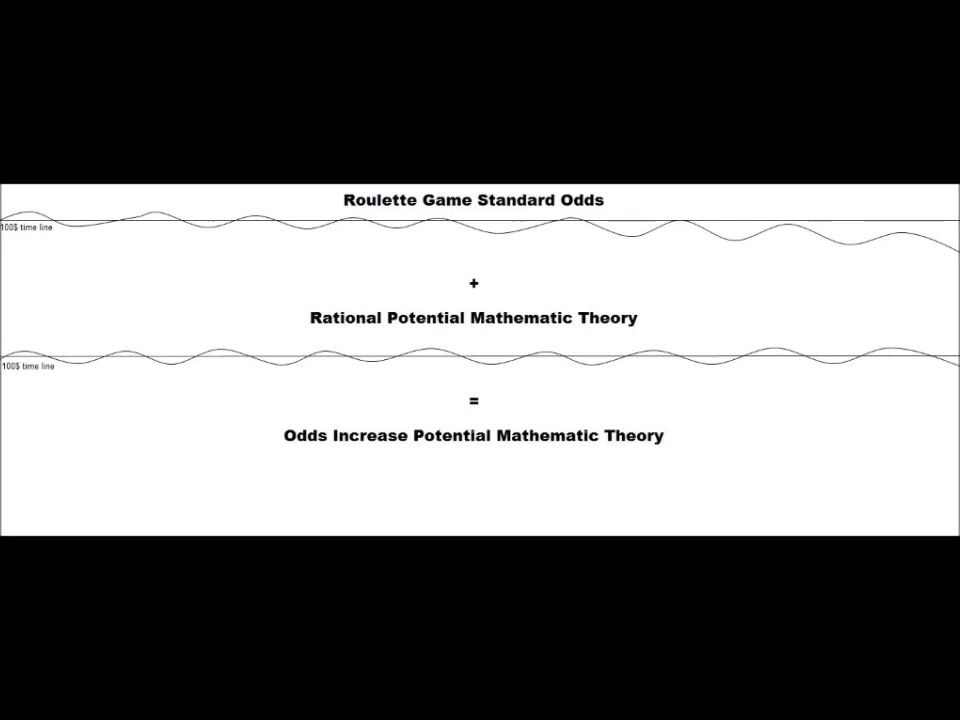 Roulette Game Standard Odds
100$ time line
+
Rational Potential Mathematic Theory
100$ time line
=
Odds Increase Potential Mathematic Theory